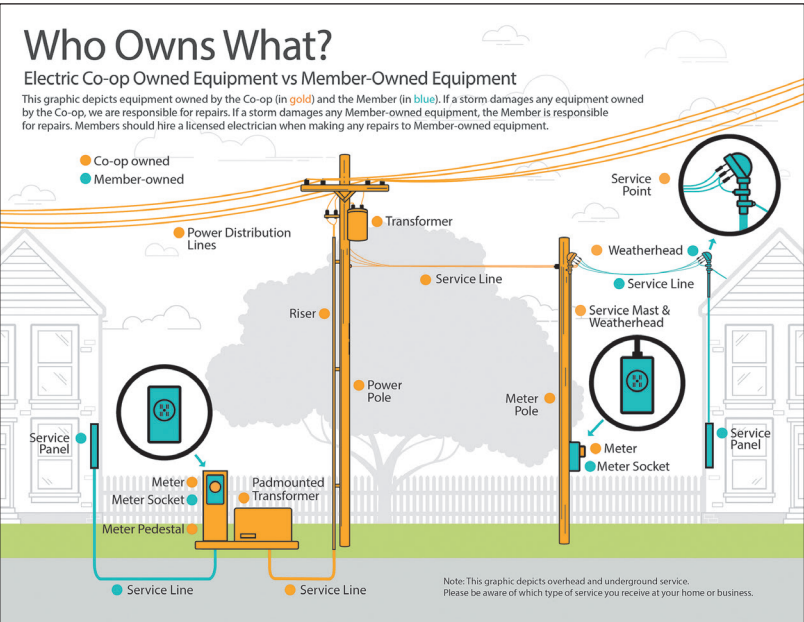 Who Owns What?
Electric Co-op Owned Equipment vs Member-Owned Equipment
This graphic depicts equipment owned by the Co-op (in gold) and the Member (in blue). If a storm damages any equipment owned
by the Co-op, we are responsible for repairs. If a storm damages any Member-owned equipment, the Member is responsible
for repairs. Members should hire a licensed electrician when making any repairs to Member-owned equipment.
Co-op owned
Member-owned
Service
Point
Transformer
Power Distribution
Lines
Weatherhead
Service Line
Service Line
Riser
Service Mast &
Weatherhead
Power
Pole
Meter
Pole
Service
Panel
Service
Panel
Meter
Meter Socket
Meter
Meter Socket
Meter Pedestal
Padmounted
Transformer
Service Line
Service Line
Note: This graphic depicts overhead and underground service.
Please be aware of which type of service you receive at your home or business.